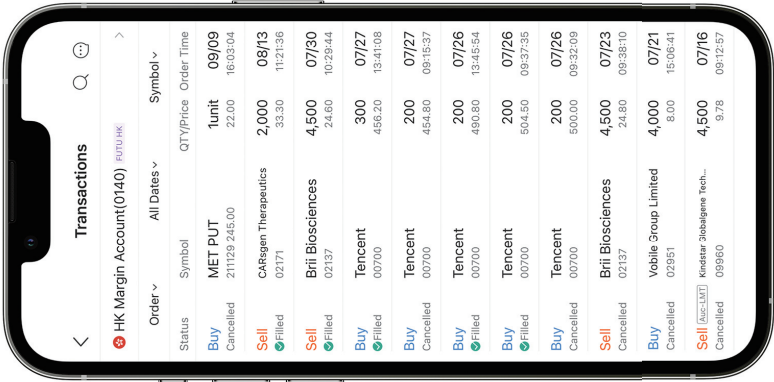 Transactions
HK Margin Account(0140) FUTU HK
Order All Dates Symbol
Status Symbol QTY/Price Order Time
Buy MET PUT 1unit 09/09
Cancelled 211129 245.00 22.00 16:03:04
Sell CARsgen Therapeutics 2,000 08/13
Filled 02171 33.30 11:21:36
Sell Brii Biosciences 4,500 07/30
Filled 02137 24.60 10:29:44
Buy Tencent 300 07/27
Filled 00700 456.20 13:41:08
Buy Tencent 200 07/27
Cancelled 00700 454.80 09:15:37
Buy Tencent 200 07/26
Filled 00700 490.80 13:45:54
Buy Tencent 200 07/26
Filled 00700 504.50 09:37:35
Buy Tencent 200 07/26
Cancelled 00700 500.00 09:32:09
Sell Brii Biosciences 4,500 07/23
Cancelled 02137 24.80 09:38:10
Buy Vobile Group Limited 4,000 07/21
Cancelled 02951 8.00 15:06:41
Sell Auc-LMT Kindstar Globalgene Tech... 4,500 07/16
Cancelled 09960 9.78 09:12:57